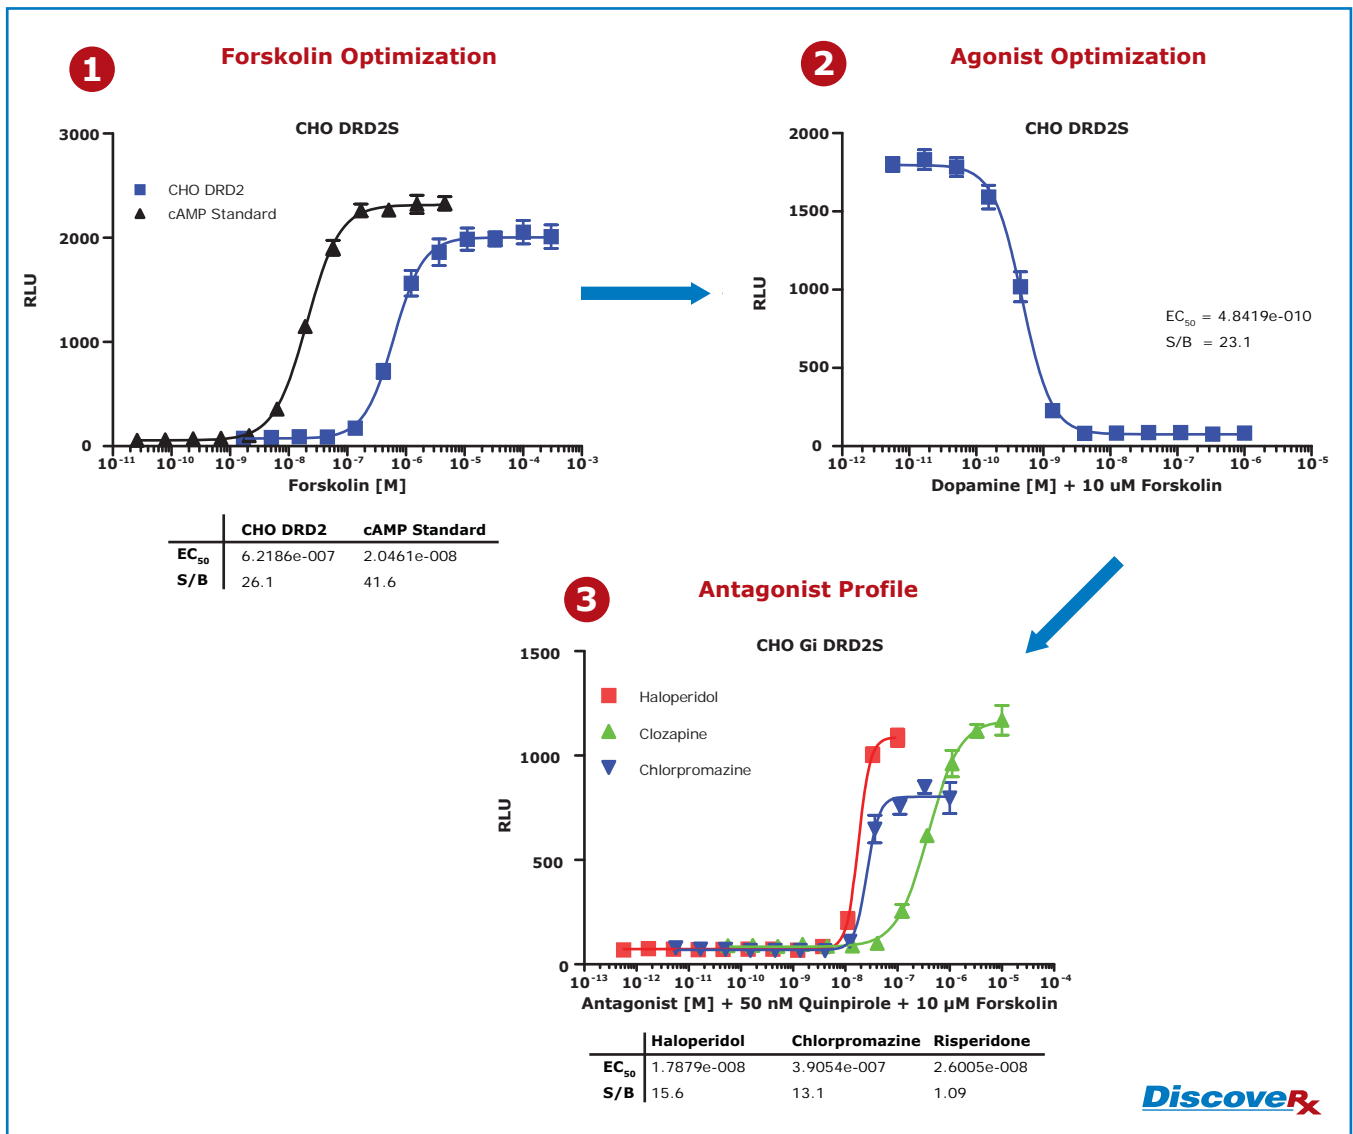 1 Forskolin Optimization
CHO DRD2S
3000
2000
1000
0
RLU
CHO DRD2
cAMP Standard
10⁻¹¹ 10⁻¹⁰ 10⁻⁹ 10⁻⁸ 10⁻⁷ 10⁻⁶ 10⁻⁵ 10⁻⁴ 10⁻³
Forskolin [M]
CHO DRD2 cAMP Standard
EC₅₀ 6.2186e-007 2.0461e-008
S/B 26.1 41.6
2 Agonist Optimization
CHO DRD2S
2000
1500
1000
500
0
RLU
EC₅₀ = 4.8419e-010
S/B = 23.1
10⁻¹² 10⁻¹¹ 10⁻¹⁰ 10⁻⁹ 10⁻⁸ 10⁻⁷ 10⁻⁶ 10⁻⁵
Dopamine [M] + 10 uM Forskolin
3 Antagonist Profile
CHO Gi DRD2S
1500
1000
500
0
RLU
Haloperidol
Clozapine
Chlorpromazine
10⁻¹³ 10⁻¹² 10⁻¹¹ 10⁻¹⁰ 10⁻⁹ 10⁻⁸ 10⁻⁷ 10⁻⁶ 10⁻⁵ 10⁻⁴
Antagonist [M] + 50 nM Quinpirole + 10 µM Forskolin
Haloperidol Chlorpromazine Risperidone
EC₅₀ 1.7879e-008 3.9054e-007 2.6005e-008
S/B 15.6 13.1 1.09
DiscoveRx